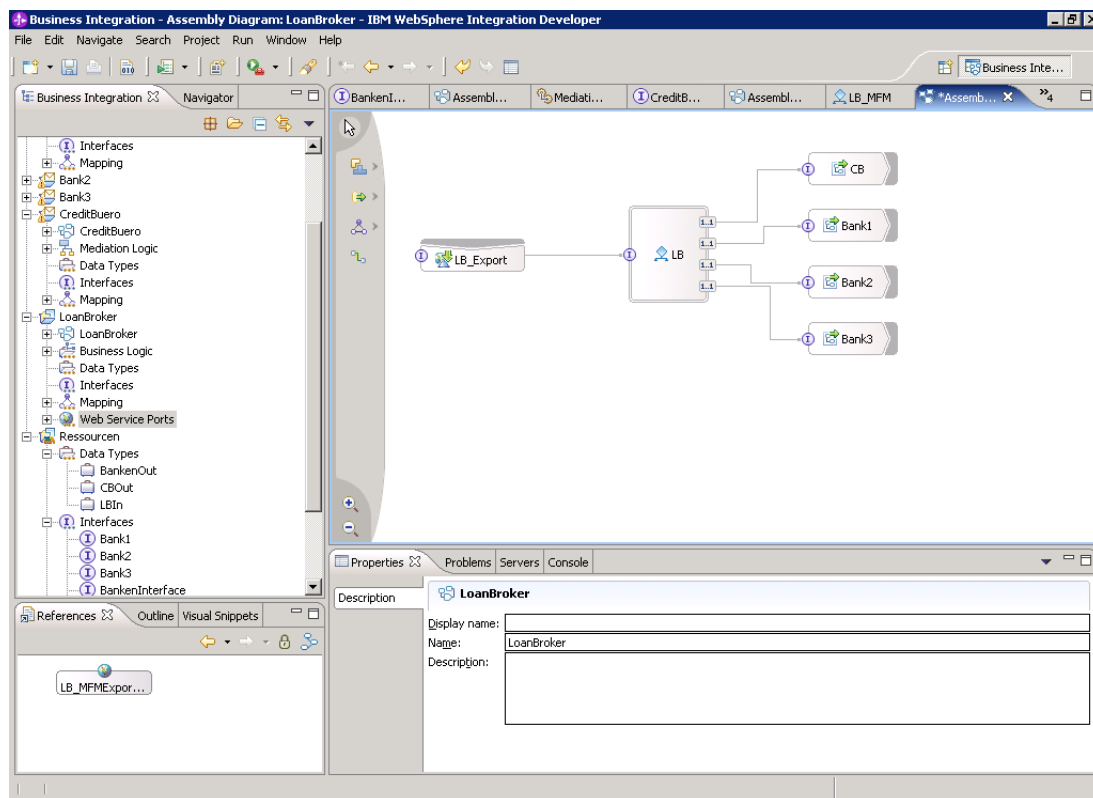 Business Integration - Assembly Diagram: LoanBroker - IBM WebSphere Integration Developer
File Edit Navigate Search Project Run Window Help
Business Inte...
Business Integration Navigator
Interfaces
Mapping
Bank2
Bank3
CreditBuero
CreditBuero
Mediation Logic
Data Types
Interfaces
Mapping
LoanBroker
LoanBroker
Business Logic
Data Types
Interfaces
Mapping
Web Service Ports
Ressourcen
Data Types
BankenOut
CBOut
LBIn
Interfaces
Bank1
Bank2
Bank3
BankenInterface
References Outline Visual Snippets
LB_MFMExpor...
BankenI... Assembl... Mediati... CreditB... Assembl... LB_MFM *Assemb... 4
LB_Export
LB
1..1
1..1
1..1
1..1
CB
Bank1
Bank2
Bank3
Properties Problems Servers Console
Description
LoanBroker
Display name:
Name: LoanBroker
Description: